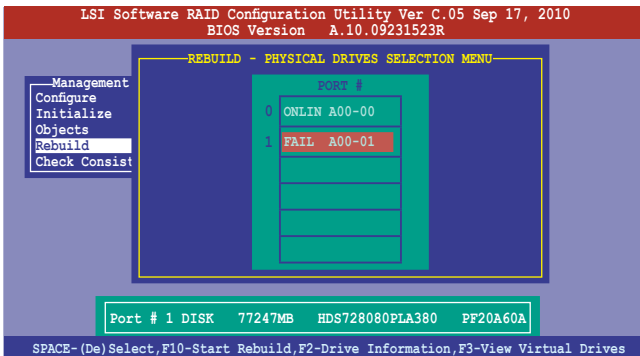 LSI Software RAID Configuration Utility Ver C.05 Sep 17, 2010
BIOS Version A.10.09231523R
REBUILD - PHYSICAL DRIVES SELECTION MENU
Management
Configure
Initialize
Objects
Rebuild
Check Consist
PORT #
0 ONLIN A00-00
1 FAIL A00-01
Port # 1 DISK 77247MB HDS728080PLA380 PF20A60A
SPACE-(De)Select,F10-Start Rebuild,F2-Drive Information,F3-View Virtual Drives